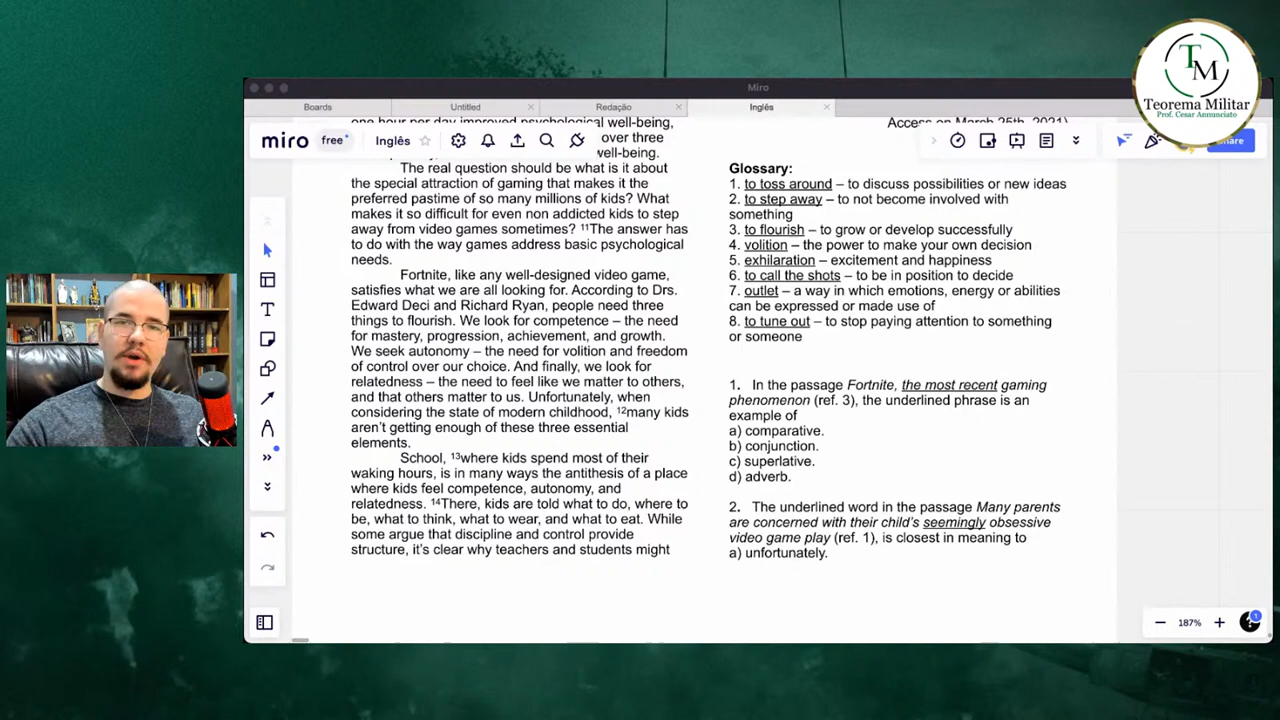 TM
Teorema Militar
Prof. Cesar Annunciato
Miro
Boards
Untitled
Redação
Inglês
miro
free
Inglês
Share
one hour per day improved psychological well-being,
over three
well-being.
The real question should be what is it about
the special attraction of gaming that makes it the
preferred pastime of so many millions of kids? What
makes it so difficult for even non addicted kids to step
away from video games sometimes? ¹¹The answer has
to do with the way games address basic psychological
needs.
Fortnite, like any well-designed video game,
satisfies what we are all looking for. According to Drs.
Edward Deci and Richard Ryan, people need three
things to flourish. We look for competence – the need
for mastery, progression, achievement, and growth.
We seek autonomy – the need for volition and freedom
of control over our choice. And finally, we look for
relatedness – the need to feel like we matter to others,
and that others matter to us. Unfortunately, when
considering the state of modern childhood, ¹²many kids
aren't getting enough of these three essential
elements.
School, ¹³where kids spend most of their
waking hours, is in many ways the antithesis of a place
where kids feel competence, autonomy, and
relatedness. ¹⁴There, kids are told what to do, where to
be, what to think, what to wear, and what to eat. While
some argue that discipline and control provide
structure, it's clear why teachers and students might
Access on March 25th, 2021)
Glossary:
1. to toss around – to discuss possibilities or new ideas
2. to step away – to not become involved with
something
3. to flourish – to grow or develop successfully
4. volition – the power to make your own decision
5. exhilaration – excitement and happiness
6. to call the shots – to be in position to decide
7. outlet – a way in which emotions, energy or abilities
can be expressed or made use of
8. to tune out – to stop paying attention to something
or someone
1. In the passage Fortnite, the most recent gaming
phenomenon (ref. 3), the underlined phrase is an
example of
a) comparative.
b) conjunction.
c) superlative.
d) adverb.
2. The underlined word in the passage Many parents
are concerned with their child's seemingly obsessive
video game play (ref. 1), is closest in meaning to
a) unfortunately.
187%
1